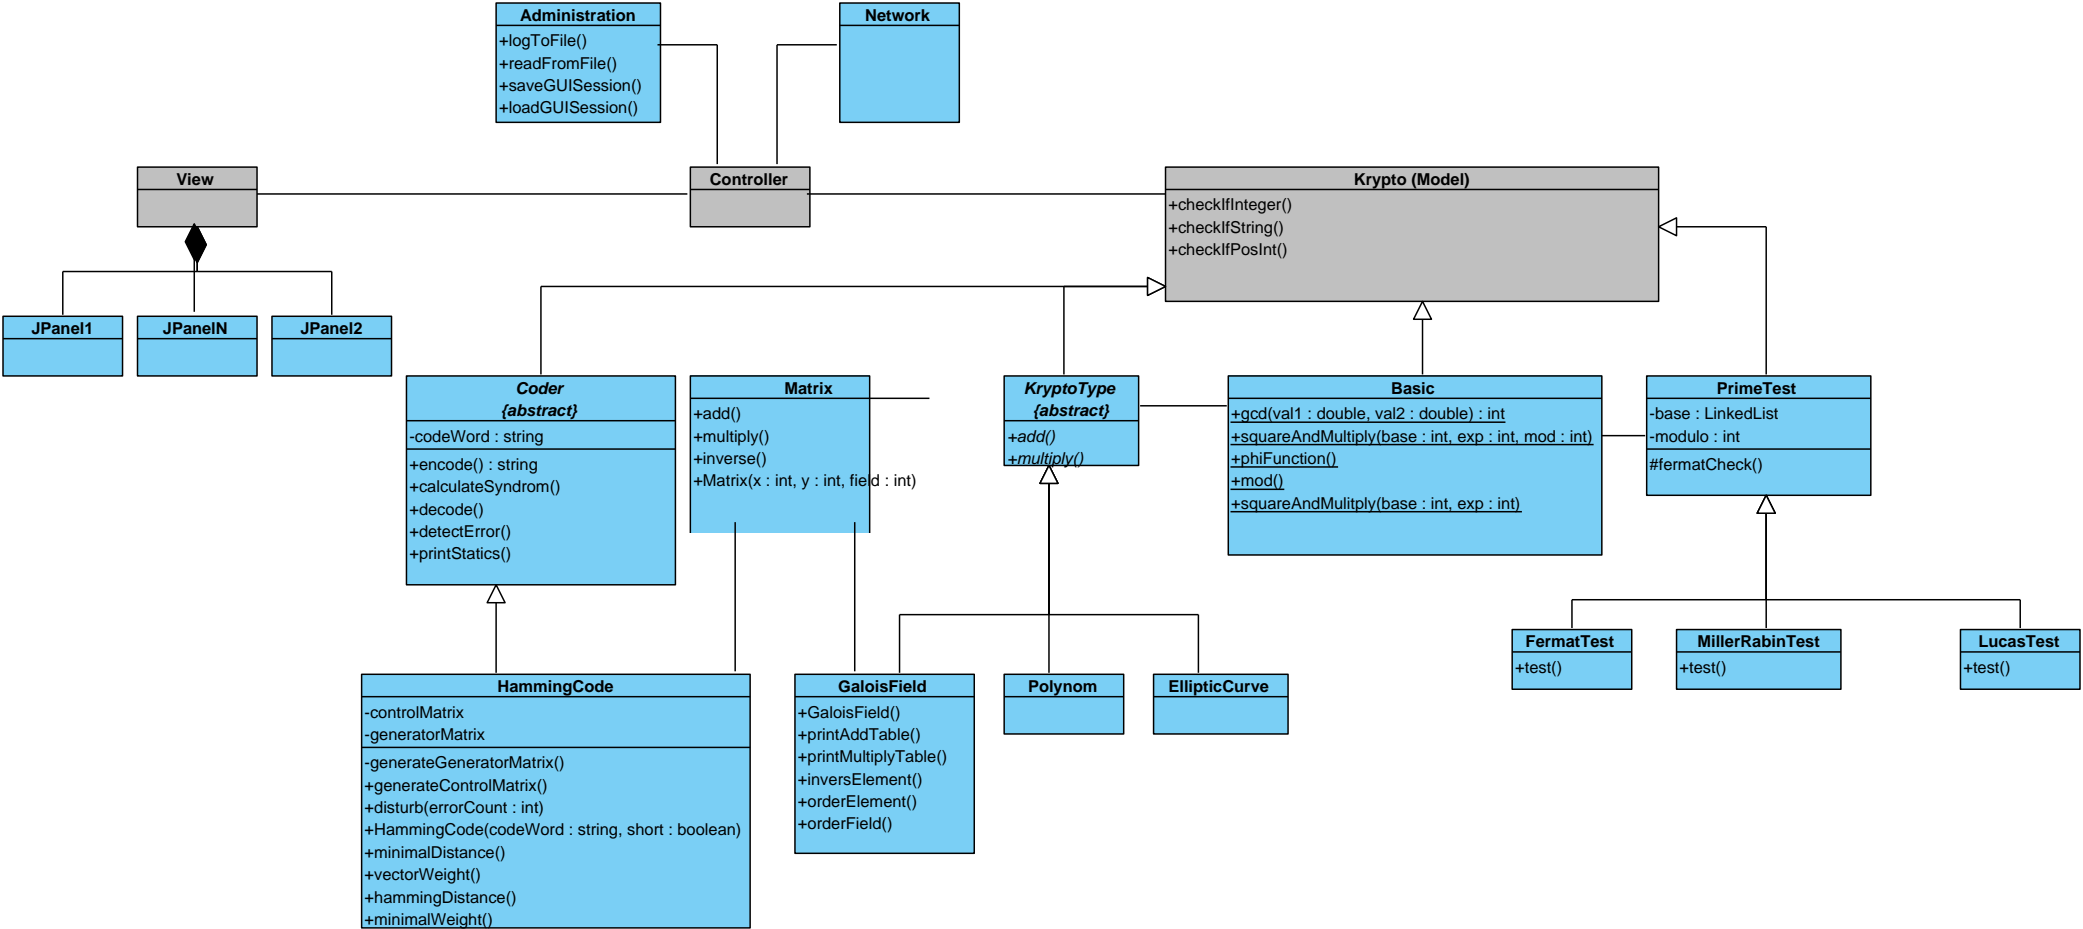 Administration
+logToFile()
+readFromFile()
+saveGUISession()
+loadGUISession()
Network
View
Controller
Krypto (Model)
+checkIfInteger()
+checkIfString()
+checkIfPosInt()
JPanel1
JPanelN
JPanel2
Coder
{abstract}
-codeWord : string
+encode() : string
+calculateSyndrom()
+decode()
+detectError()
+printStatics()
Matrix
+add()
+multiply()
+inverse()
+Matrix(x : int, y : int, field : int)
KryptoType
{abstract}
+add()
+multiply()
Basic
+gcd(val1 : double, val2 : double) : int
+squareAndMultiply(base : int, exp : int, mod : int)
+phiFunction()
+mod()
+squareAndMulitply(base : int, exp : int)
PrimeTest
-base : LinkedList
-modulo : int
#fermatCheck()
FermatTest
+test()
MillerRabinTest
+test()
LucasTest
+test()
HammingCode
-controlMatrix
-generatorMatrix
-generateGeneratorMatrix()
+generateControlMatrix()
+disturb(errorCount : int)
+HammingCode(codeWord : string, short : boolean)
+minimalDistance()
+vectorWeight()
+hammingDistance()
+minimalWeight()
GaloisField
+GaloisField()
+printAddTable()
+printMultiplyTable()
+inversElement()
+orderElement()
+orderField()
Polynom
EllipticCurve